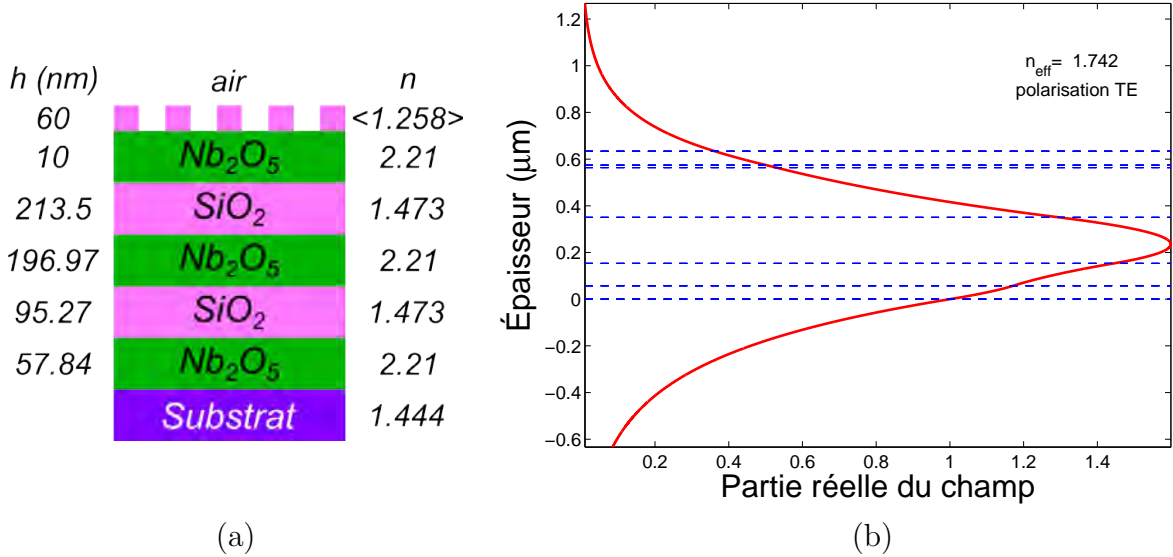 h (nm) air n
60 <1.258>
10 Nb₂O₅ 2.21
213.5 SiO₂ 1.473
196.97 Nb₂O₅ 2.21
95.27 SiO₂ 1.473
57.84 Nb₂O₅ 2.21
Substrat 1.444
(a)
Épaisseur (μm)
1.2
1
0.8
0.6
0.4
0.2
0
−0.2
−0.4
−0.6
n_eff= 1.742
polarisation TE
0.2 0.4 0.6 0.8 1 1.2 1.4
Partie réelle du champ
(b)